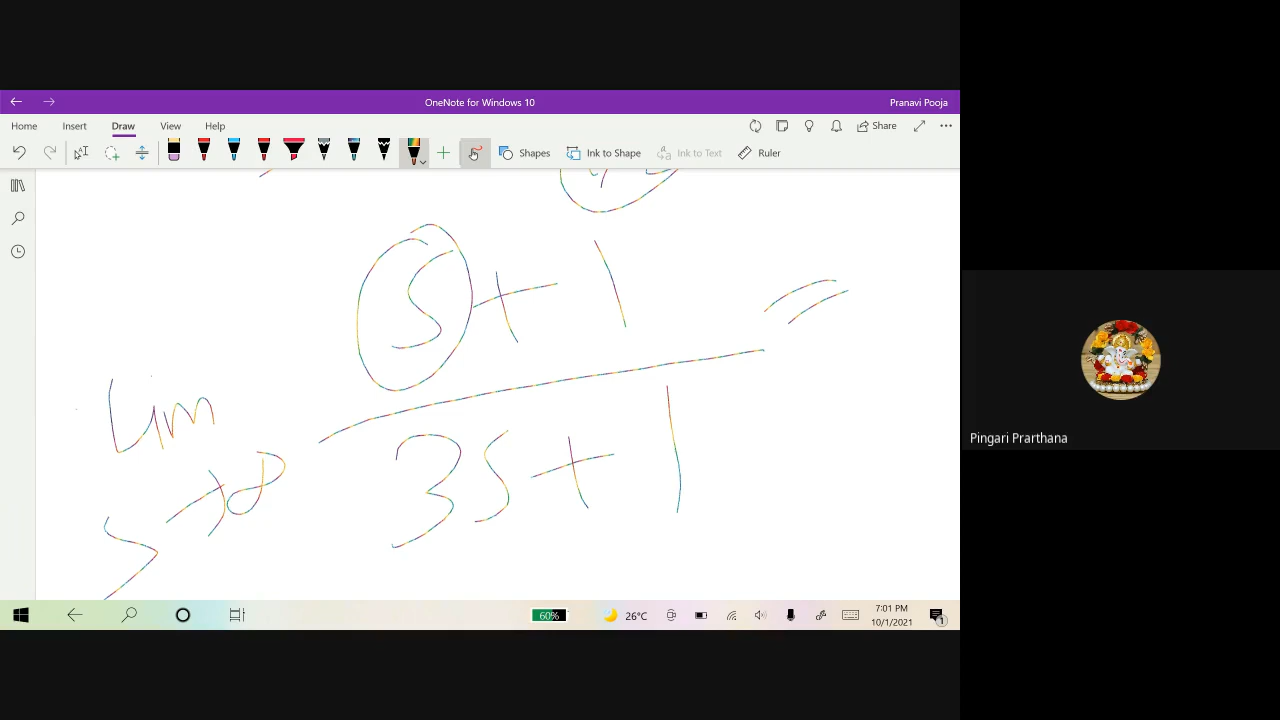 OneNote for Windows 10
Pranavi Pooja
Home Insert Draw View Help
Share
Shapes Ink to Shape Ink to Text Ruler
S + 1 =
Lim
S → ∞
3S + 1
Pingari Prarthana
60% 26°C 7:01 PM
10/1/2021
1